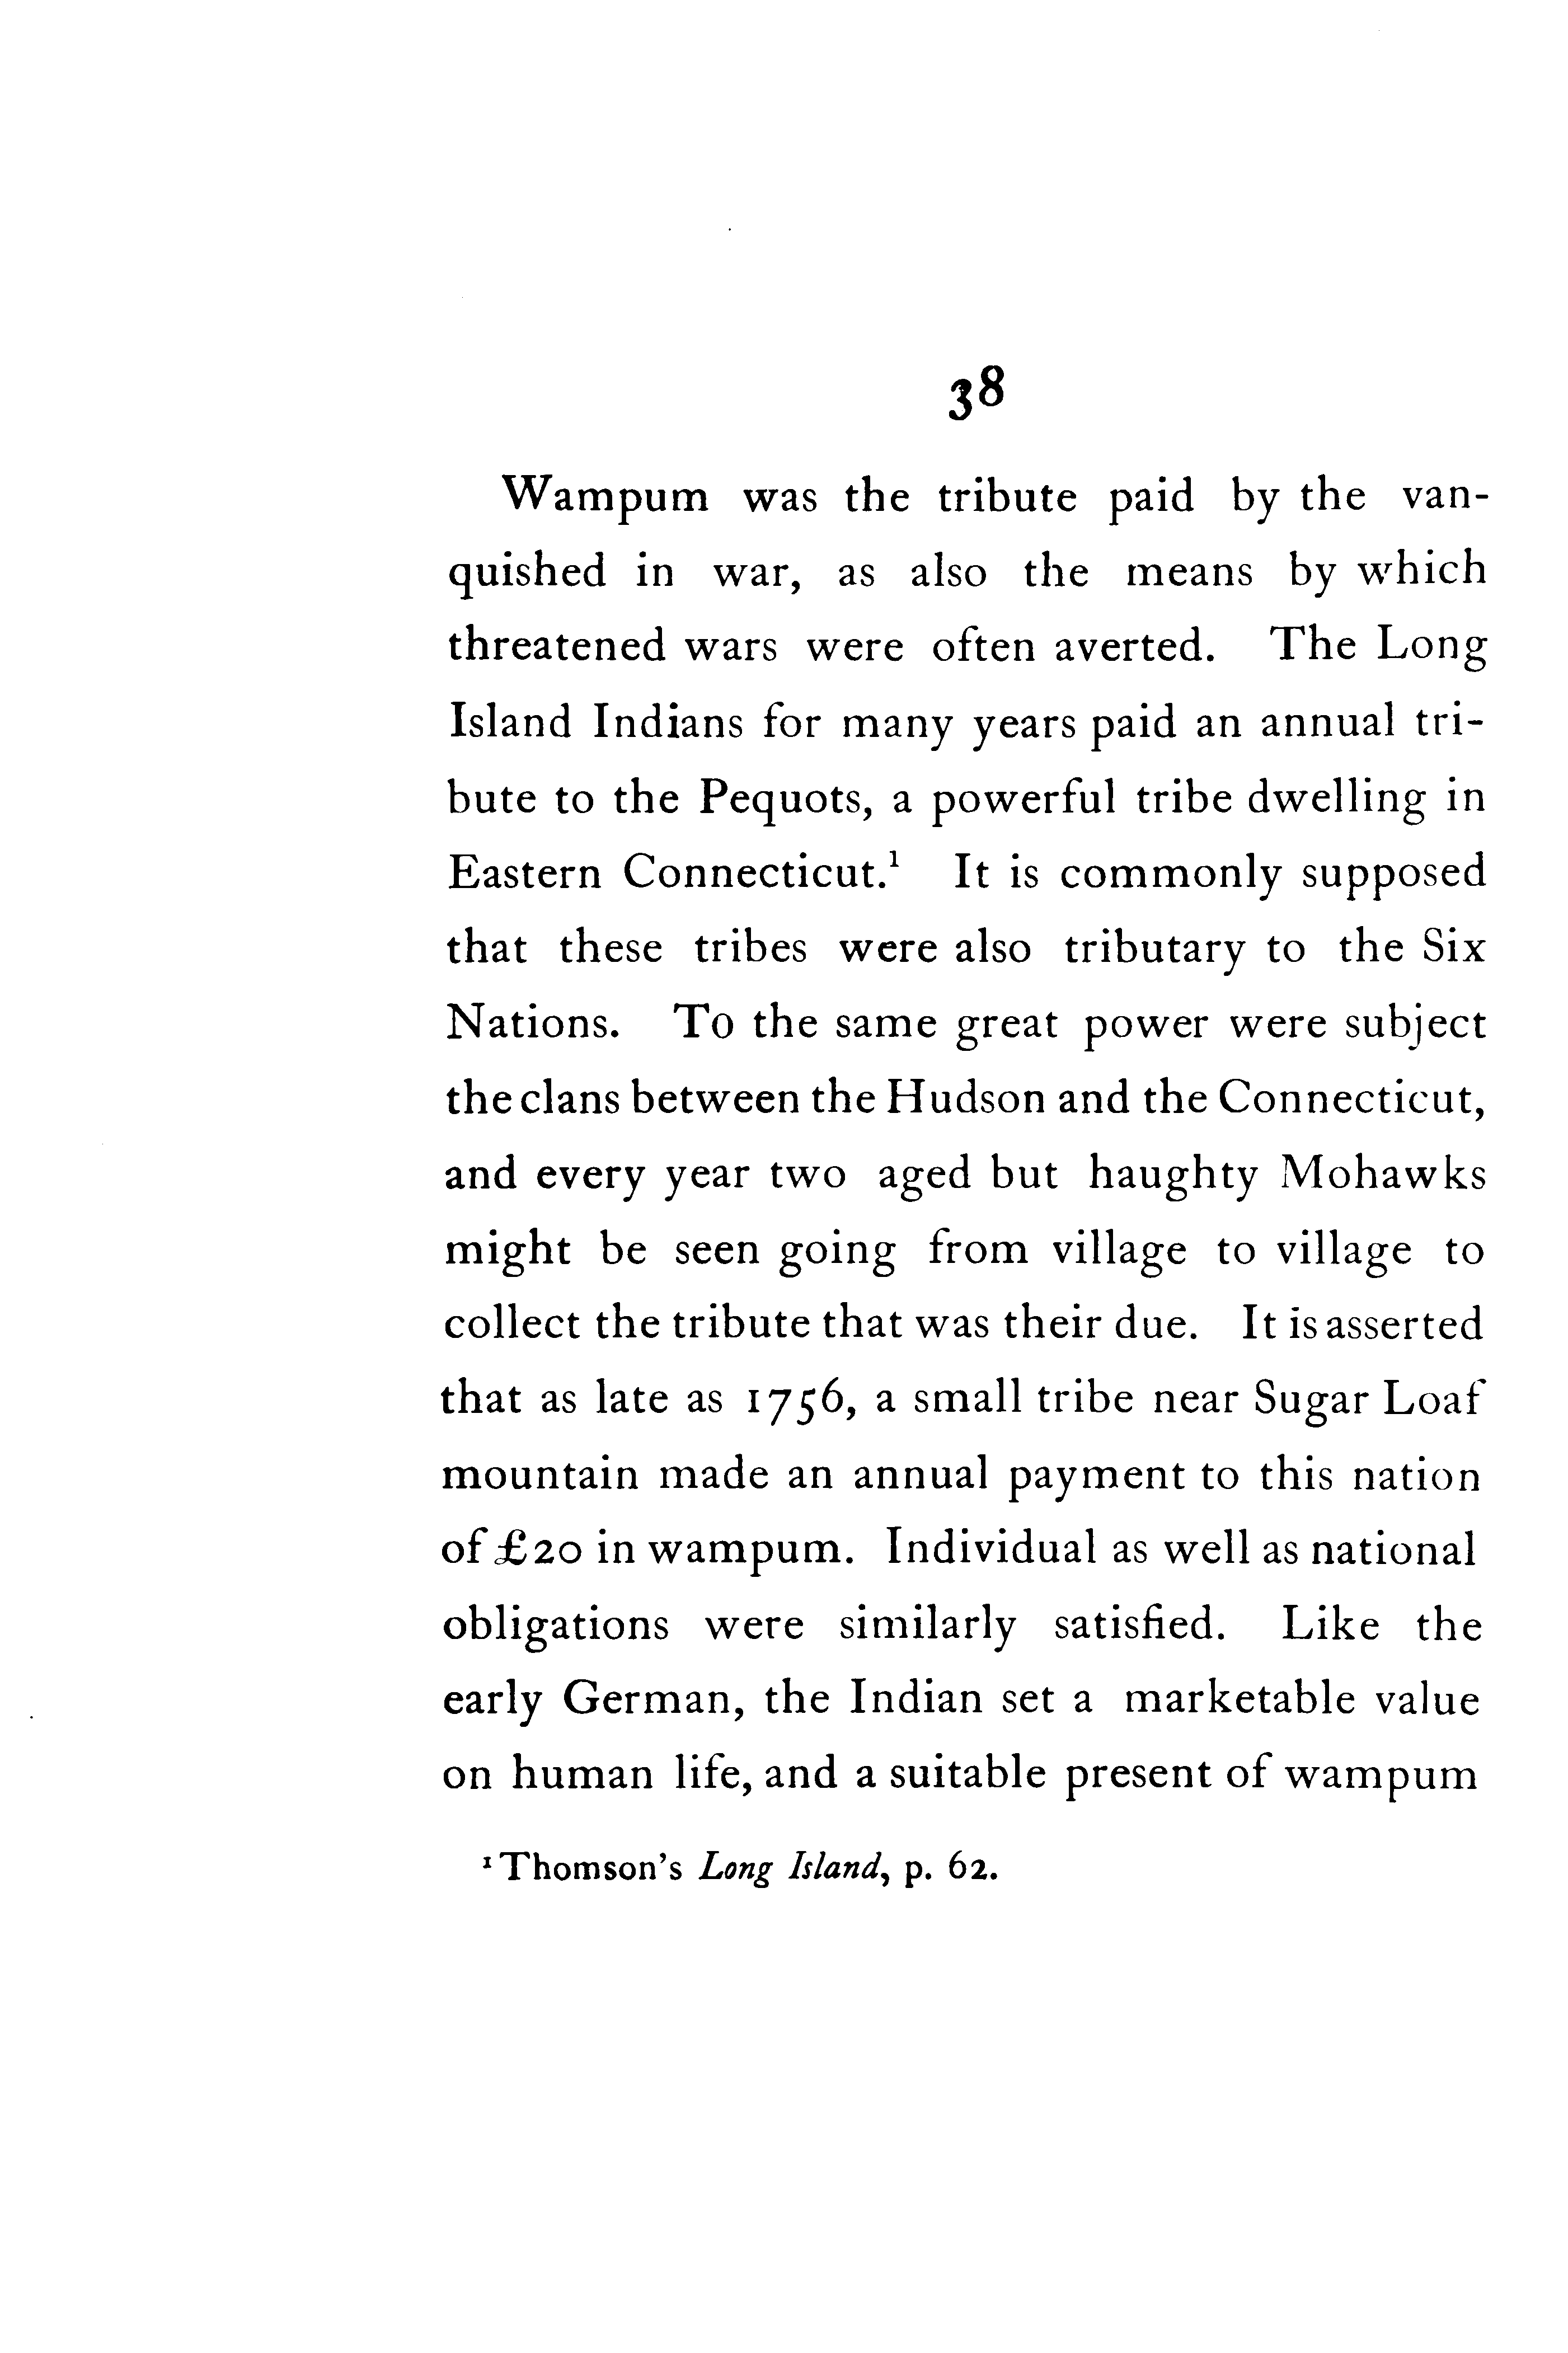 38
Wampum was the tribute paid by the van-
quished in war, as also the means by which
threatened wars were often averted. The Long
Island Indians for many years paid an annual tri-
bute to the Pequots, a powerful tribe dwelling in
Eastern Connecticut.¹ It is commonly supposed
that these tribes were also tributary to the Six
Nations. To the same great power were subject
the clans between the Hudson and the Connecticut,
and every year two aged but haughty Mohawks
might be seen going from village to village to
collect the tribute that was their due. It is asserted
that as late as 1756, a small tribe near Sugar Loaf
mountain made an annual payment to this nation
of £20 in wampum. Individual as well as national
obligations were similarly satisfied. Like the
early German, the Indian set a marketable value
on human life, and a suitable present of wampum
¹ Thomson's Long Island, p. 62.